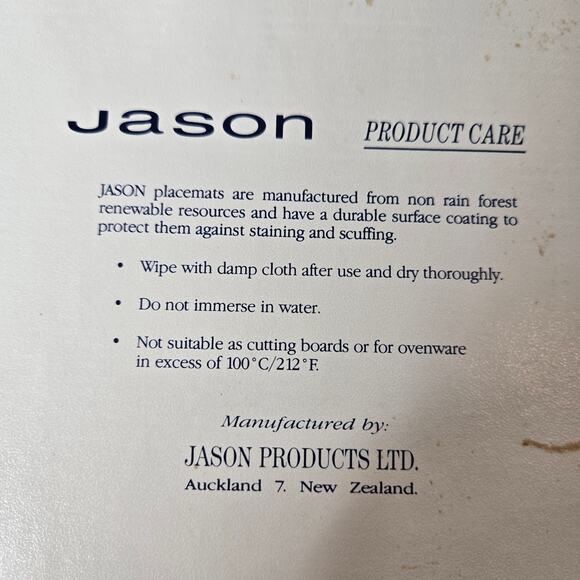 Jason PRODUCT CARE
JASON placemats are manufactured from non rain forest
renewable resources and have a durable surface coating to
protect them against staining and scuffing.
• Wipe with damp cloth after use and dry thoroughly.
• Do not immerse in water.
• Not suitable as cutting boards or for ovenware
in excess of 100°C/212°F.
Manufactured by:
JASON PRODUCTS LTD.
Auckland 7. New Zealand.